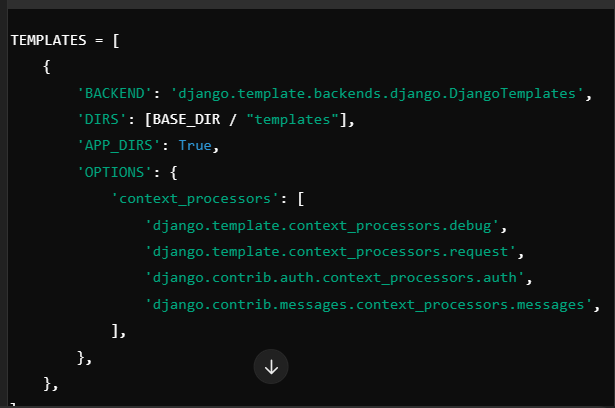 TEMPLATES = [
    {
        'BACKEND': 'django.template.backends.django.DjangoTemplates',
        'DIRS': [BASE_DIR / "templates"],
        'APP_DIRS': True,
        'OPTIONS': {
            'context_processors': [
                'django.template.context_processors.debug',
                'django.template.context_processors.request',
                'django.contrib.auth.context_processors.auth',
                'django.contrib.messages.context_processors.messages',
            ],
        },
    },